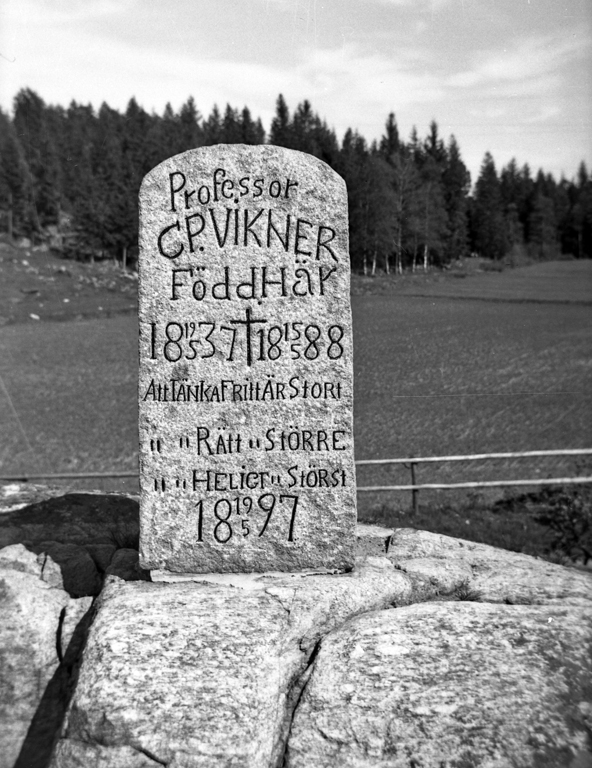 Professor
C.P. VIKNER
Född Här
18 19/5 37 † 18 15/5 88
Att TÄNKA Fritt Är Stort
" " Rätt " Större
" " HELIGT " Störst
18 19/5 97